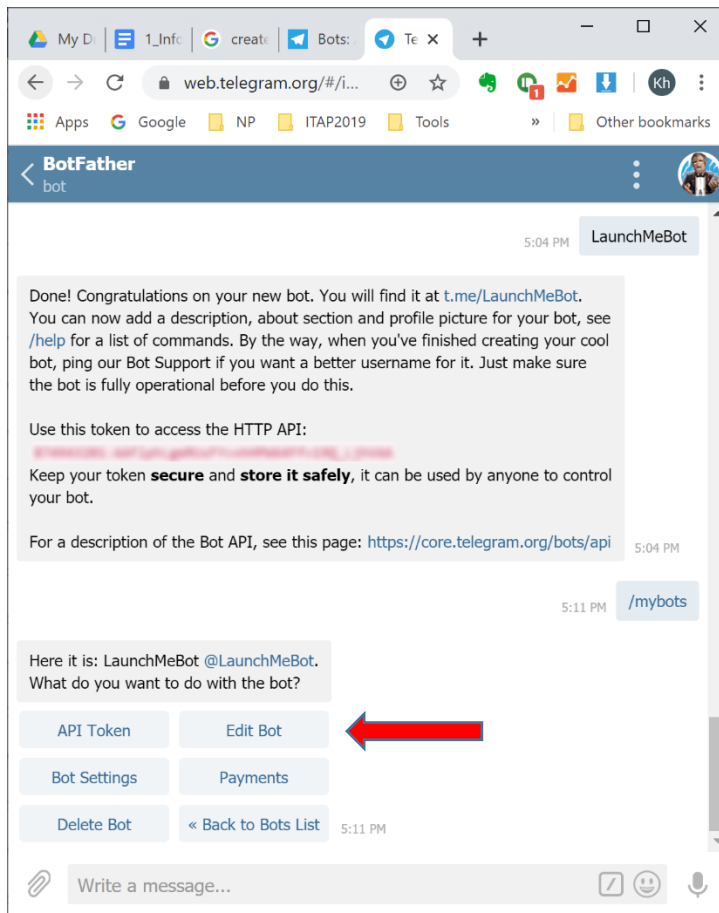 My D
1_Info
create
Bots:
Te
web.telegram.org/#/i...
1
Kh
Apps
Google
NP
ITAP2019
Tools
»
Other bookmarks
BotFather
bot
5:04 PM
LaunchMeBot
Done! Congratulations on your new bot. You will find it at t.me/LaunchMeBot.
You can now add a description, about section and profile picture for your bot, see
/help for a list of commands. By the way, when you've finished creating your cool
bot, ping our Bot Support if you want a better username for it. Just make sure
the bot is fully operational before you do this.
Use this token to access the HTTP API:
Keep your token secure and store it safely, it can be used by anyone to control
your bot.
For a description of the Bot API, see this page: https://core.telegram.org/bots/api
5:04 PM
5:11 PM
/mybots
Here it is: LaunchMeBot @LaunchMeBot.
What do you want to do with the bot?
API Token
Edit Bot
Bot Settings
Payments
Delete Bot
« Back to Bots List
5:11 PM
Write a message...